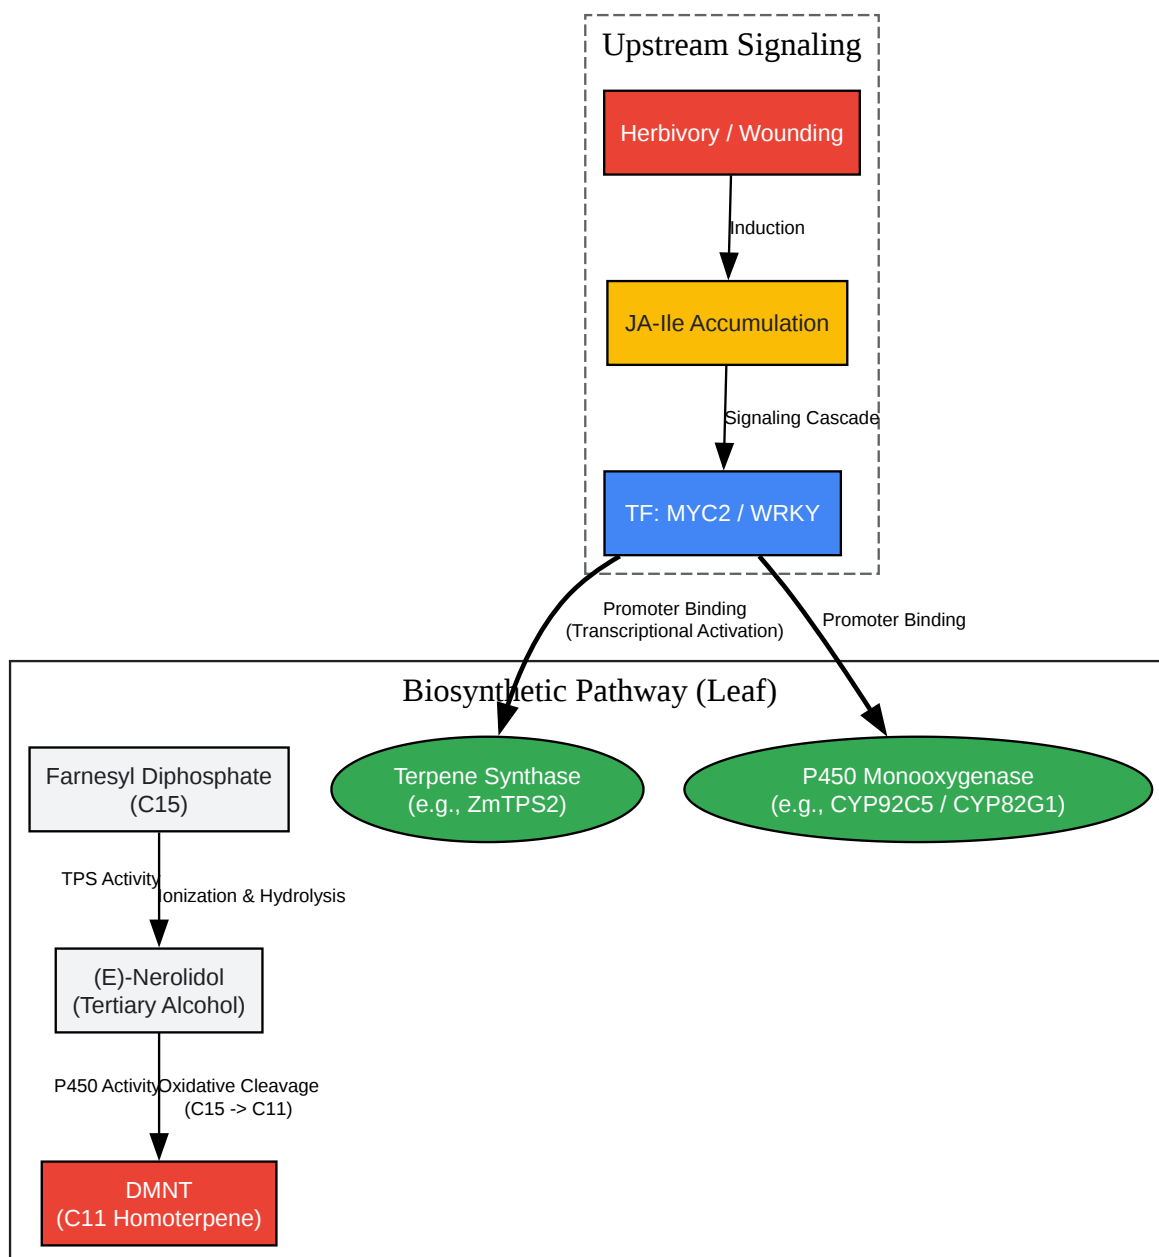 Upstream Signaling
Herbivory / Wounding
Induction
JA-Ile Accumulation
Signaling Cascade
TF: MYC2 / WRKY
Promoter Binding
(Transcriptional Activation)
Promoter Binding
Biosynthetic Pathway (Leaf)
Farnesyl Diphosphate
(C15)
Terpene Synthase
(e.g., ZmTPS2)
P450 Monooxygenase
(e.g., CYP92C5 / CYP82G1)
TPS Activity
Ionization & Hydrolysis
(E)-Nerolidol
(Tertiary Alcohol)
P450 Activity
Oxidative Cleavage
(C15 -> C11)
DMNT
(C11 Homoterpene)